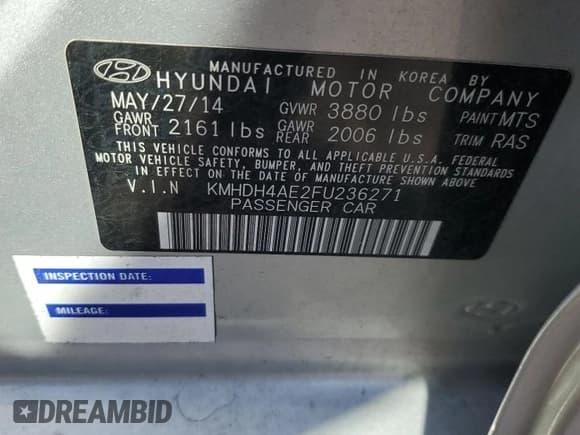 MANUFACTURED IN KOREA BY
HYUNDAI MOTOR COMPANY
MAY/27/14 GVWR 3880 lbs PAINT MTS
GAWR FRONT 2161 lbs GAWR REAR 2006 lbs TRIM RAS
THIS VEHICLE CONFORMS TO ALL APPLICABLE U.S.A. FEDERAL
MOTOR VEHICLE SAFETY, BUMPER, AND THEFT PREVENTION STANDARDS
IN EFFECT ON THE DATE OF MANUFACTURE SHOWN ABOVE
V.I.N KMHDH4AE2FU236271
PASSENGER CAR
INSPECTION DATE:
MILEAGE:
DREAMBID